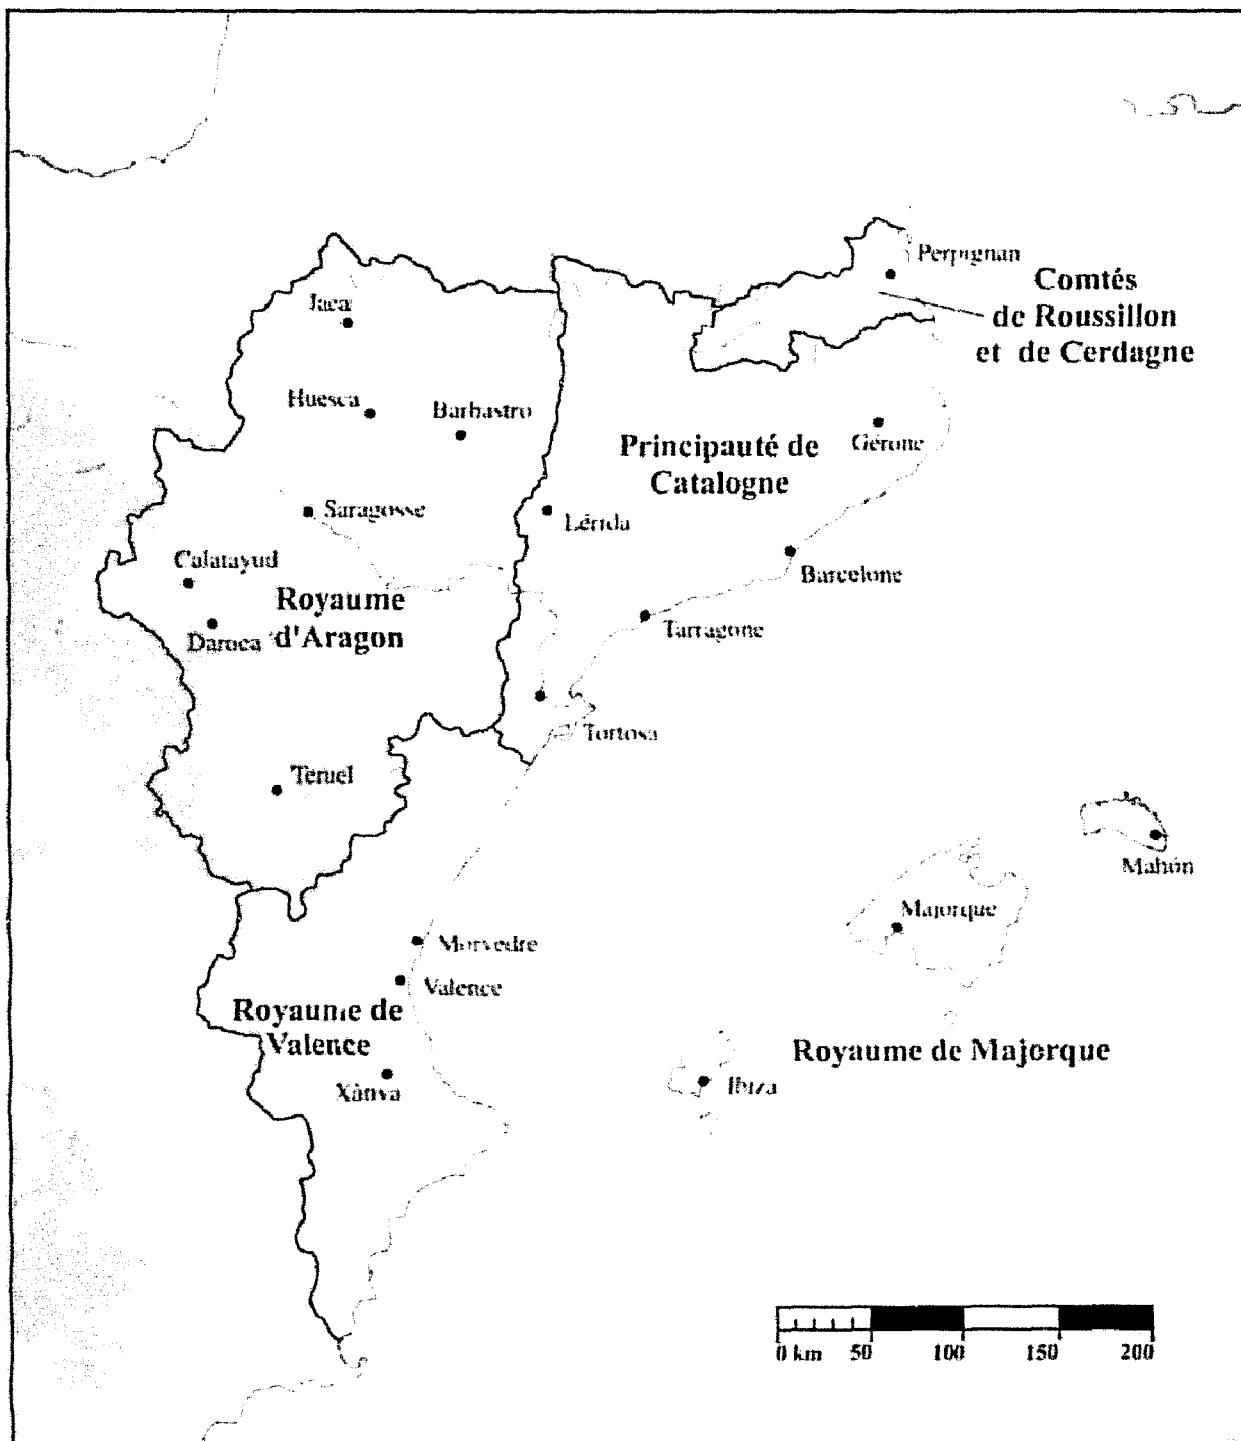 Perpignan
Comtés
de Roussillon
et de Cerdagne
Jaca
Huesca
Barbastro
Principauté de
Catalogne
Gérone
Saragosse
Lérida
Calatayud
Barcelone
Royaume
d'Aragon
Daroca
Tarragone
Tortosa
Teruel
Mahón
Majorque
Morvedre
Valence
Royaume de
Valence
Royaume de Majorque
Ibiza
0 km 50 100 150 200